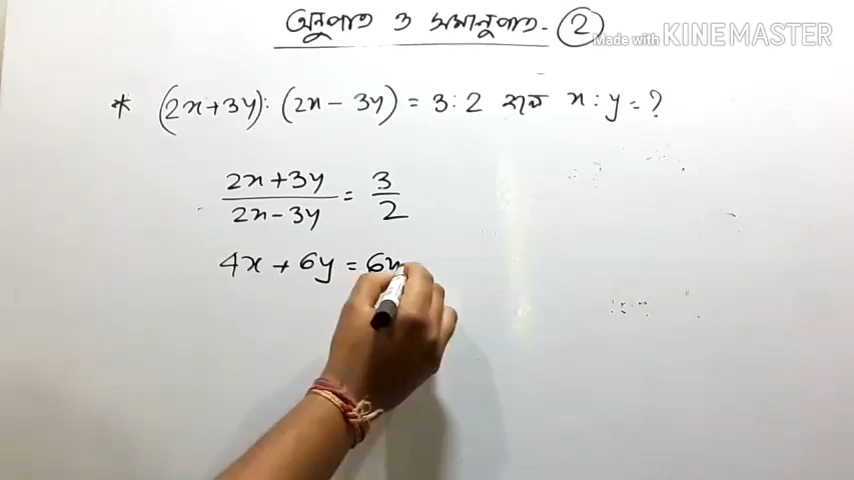 অনুপাত ও সমানুপাত - 2
Made with KINEMASTER
* (2x+3y) : (2x-3y) = 3:2 হলে x:y = ?
2x+3y / 2x-3y = 3/2
4x + 6y = 6x